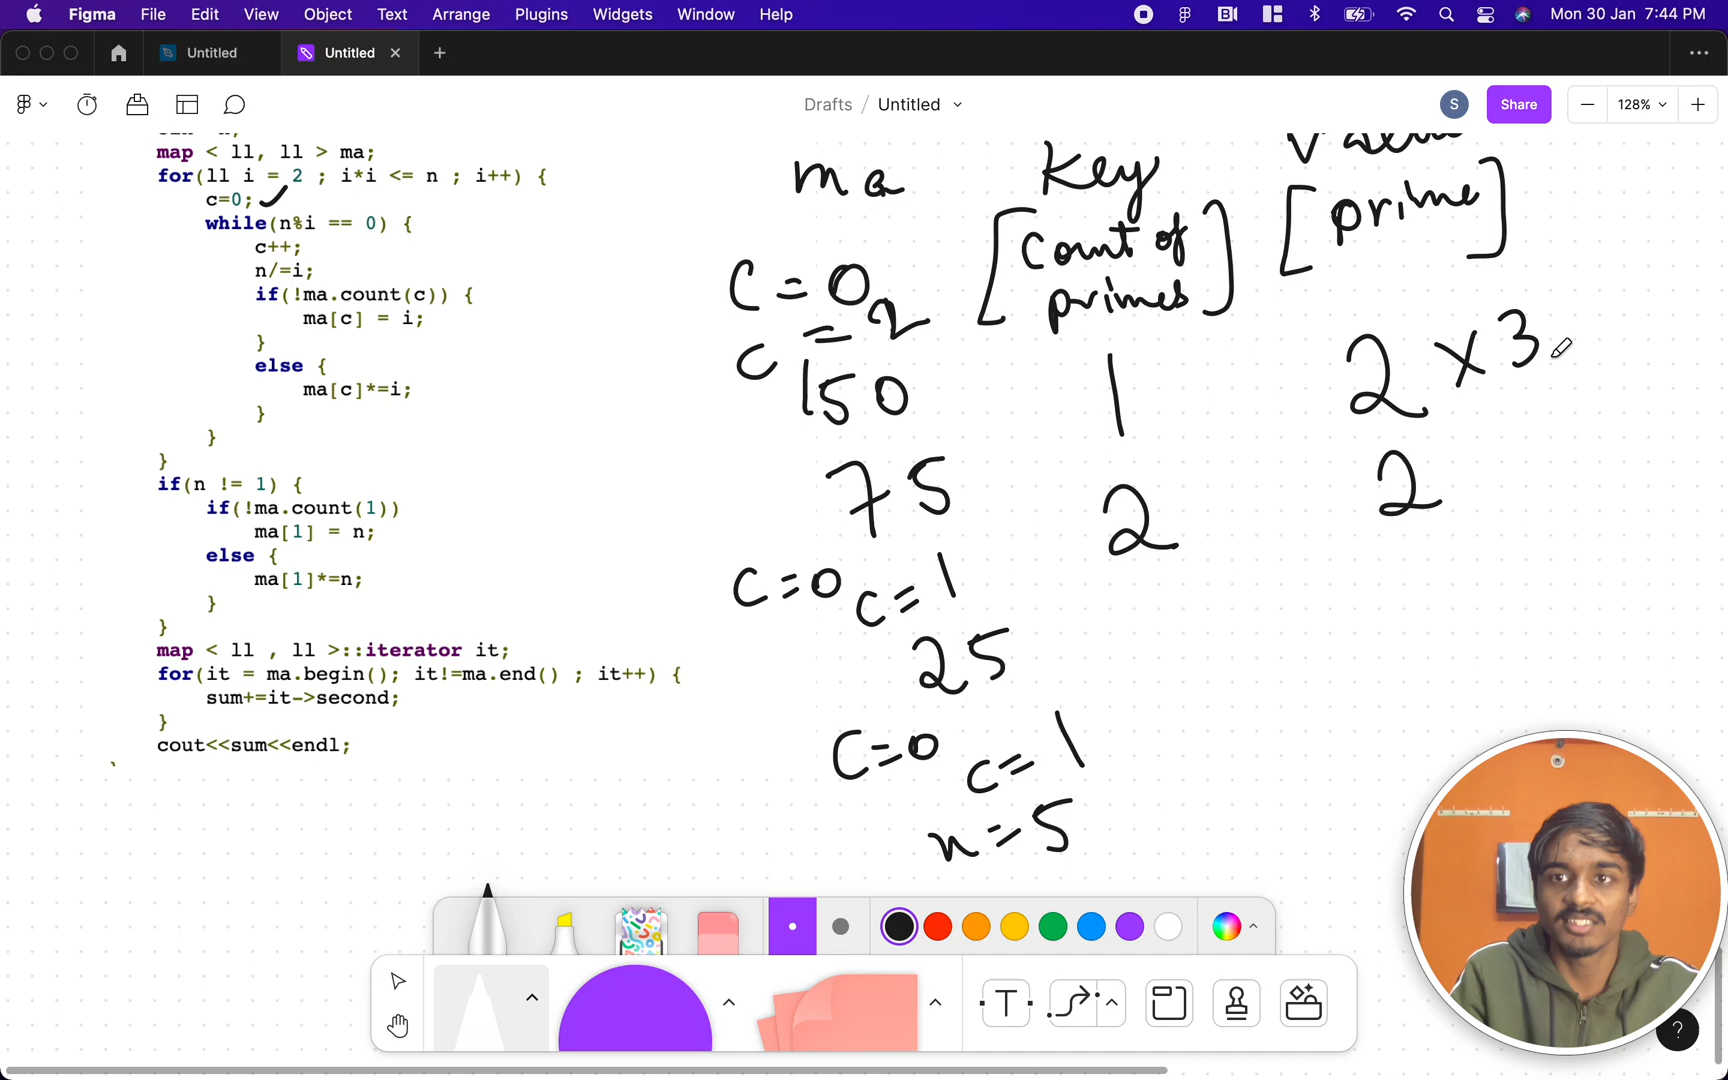 Figma File Edit View Object Text Arrange Plugins Widgets Window Help Mon 30 Jan 7:44 PM
Untitled Untitled
Drafts / Untitled S Share 128%
map < ll, ll > ma;
for(ll i = 2 ; i*i <= n ; i++) {
c=0;
while(n%i == 0) {
c++;
n/=i;
if(!ma.count(c)) {
ma[c] = i;
}
else {
ma[c]*=i;
}
}
}
if(n != 1) {
if(!ma.count(1))
ma[1] = n;
else {
ma[1]*=n;
}
}
map < ll , ll >::iterator it;
for(it = ma.begin(); it!=ma.end() ; it++) {
sum+=it->second;
}
cout<<sum<<endl;
ma Key
[count of primes] [prime]
C = 0
c = 2
150 1 2 x 3
75 2 2
C=0 c=1
25
C=0 c=1
n=5
T
?